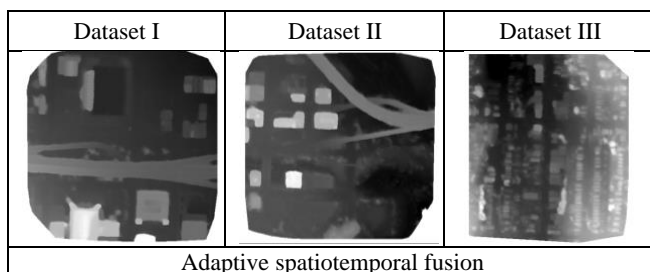 Dataset I
Dataset II
Dataset III
Adaptive spatiotemporal fusion